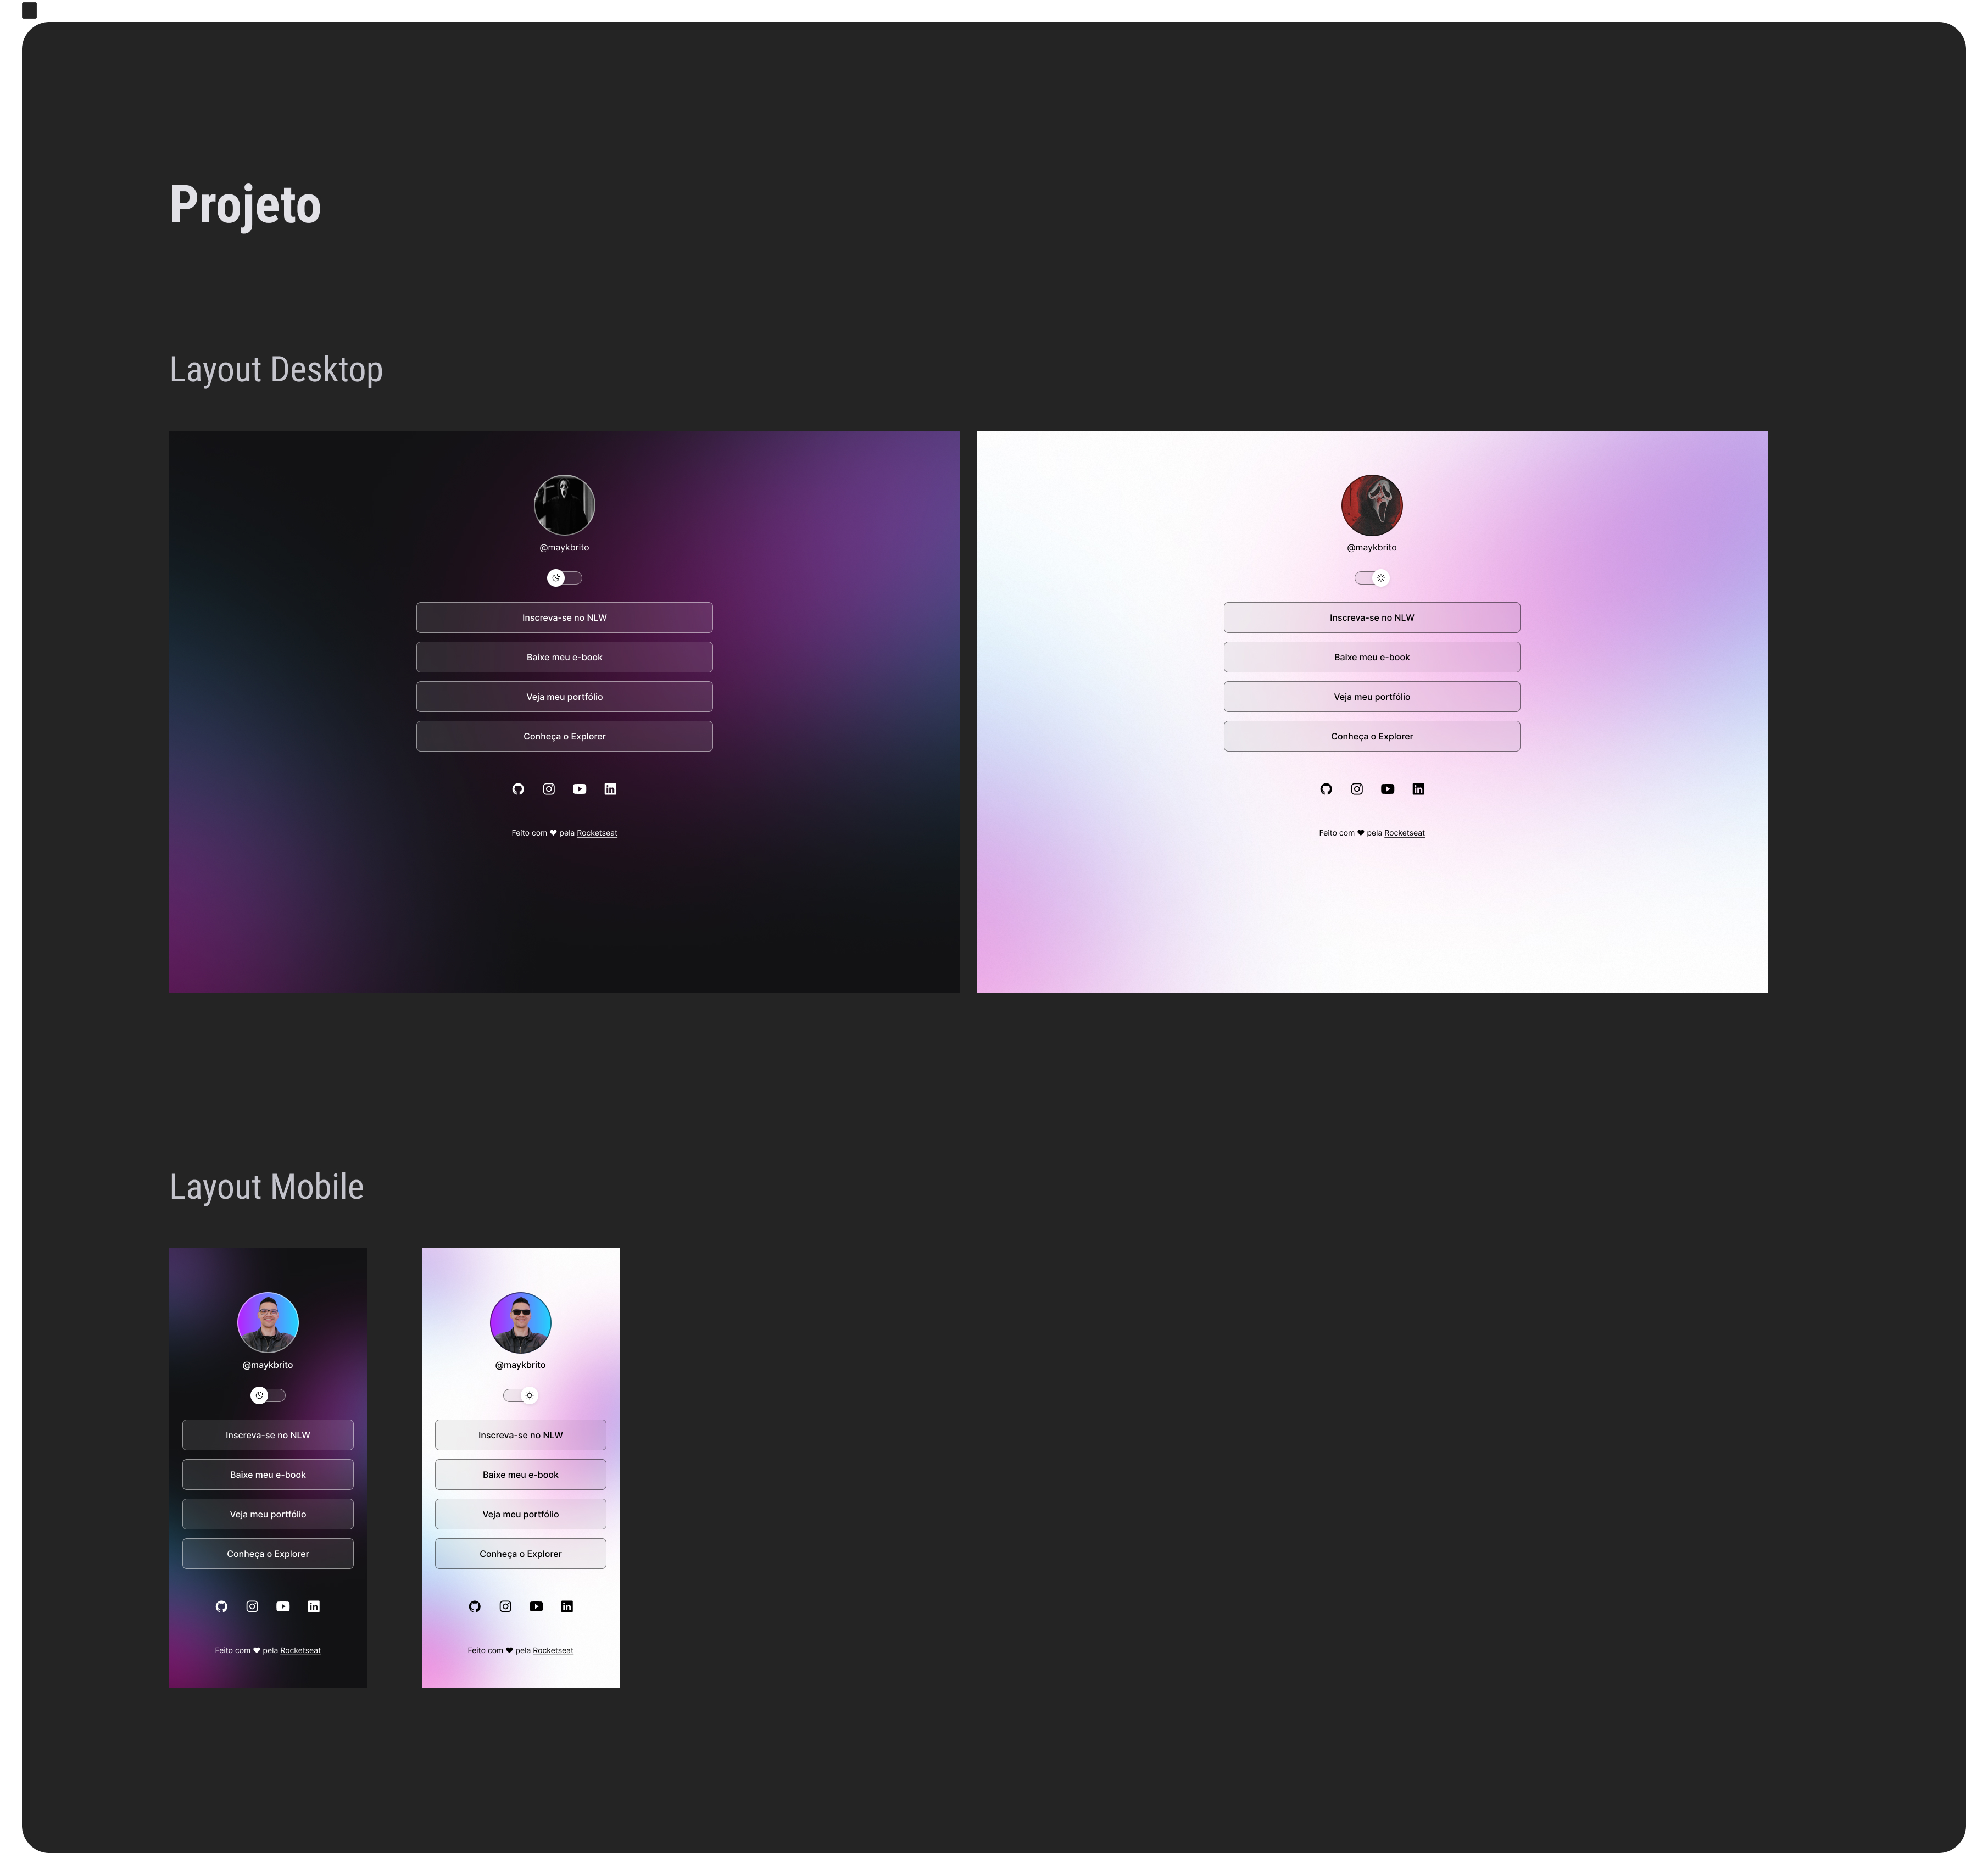 Projeto
Layout Desktop
@maykbrito
Inscreva-se no NLW
Baixe meu e-book
Veja meu portfólio
Conheça o Explorer
Feito com ♥ pela Rocketseat
@maykbrito
Inscreva-se no NLW
Baixe meu e-book
Veja meu portfólio
Conheça o Explorer
Feito com ♥ pela Rocketseat
Layout Mobile
@maykbrito
Inscreva-se no NLW
Baixe meu e-book
Veja meu portfólio
Conheça o Explorer
Feito com ♥ pela Rocketseat
@maykbrito
Inscreva-se no NLW
Baixe meu e-book
Veja meu portfólio
Conheça o Explorer
Feito com ♥ pela Rocketseat